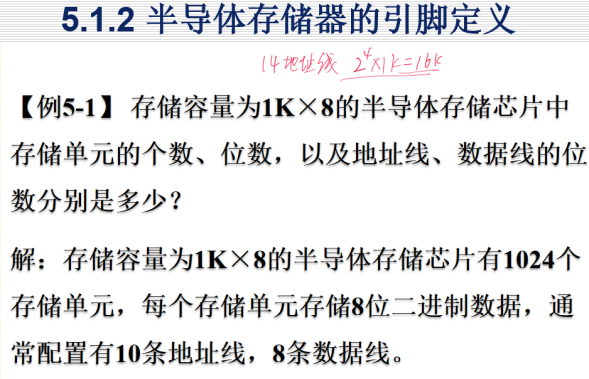 5.1.2 半导体存储器的引脚定义
14地址线 2⁴×1k=16k
【例5-1】 存储容量为1K×8的半导体存储芯片中
存储单元的个数、位数，以及地址线、数据线的位
数分别是多少？
解：存储容量为1K×8的半导体存储芯片有1024个
存储单元，每个存储单元存储8位二进制数据，通
常配置有10条地址线，8条数据线。